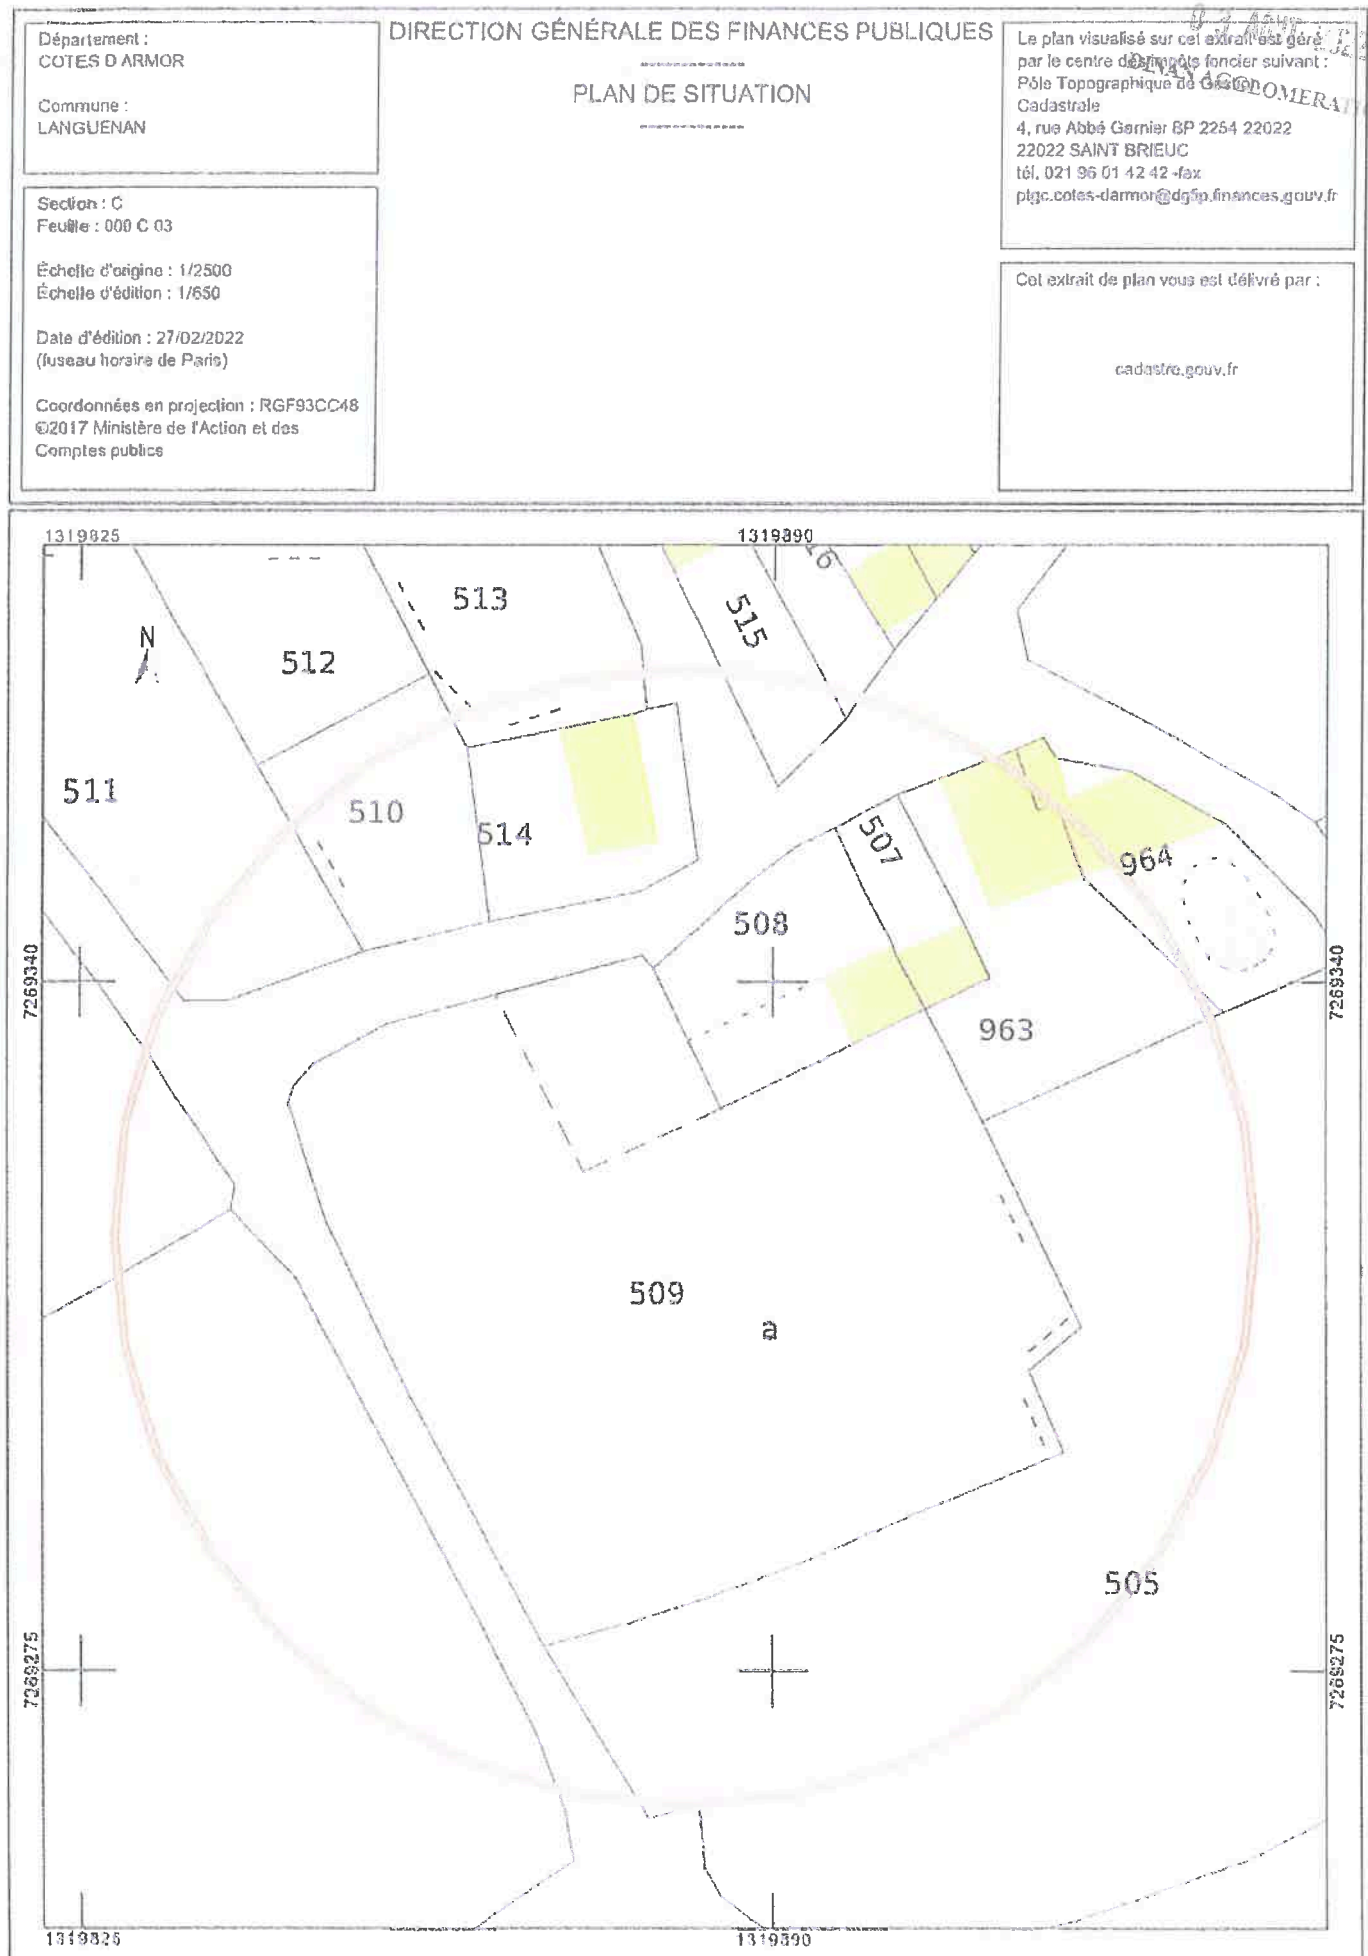 Département :
COTES D ARMOR
Commune :
LANGUENAN
Section : C
Feuille : 000 C 03
Échelle d'origine : 1/2500
Échelle d'édition : 1/650
Date d'édition : 27/02/2022
(fuseau horaire de Paris)
Coordonnées en projection : RGF93CC48
©2017 Ministère de l'Action et des
Comptes publics
DIRECTION GÉNÉRALE DES FINANCES PUBLIQUES
PLAN DE SITUATION
Le plan visualisé sur cet extrait est géré
par le centre des impôts foncier suivant :
Pôle Topographique de Gestion
Cadastrale
4, rue Abbé Garnier BP 2254 22022
22022 SAINT BRIEUC
tél. 021 96 01 42 42 -fax
ptgc.cotes-darmor@dgfip.finances.gouv.fr
DINAN AGGLOMERATI
Cet extrait de plan vous est délivré par :
cadastre.gouv.fr
1319825
1319890
16
513
515
N
512
511
510
514
507
964
508
7269340
7269340
963
509
a
505
7269275
7269275
1319825
1319890